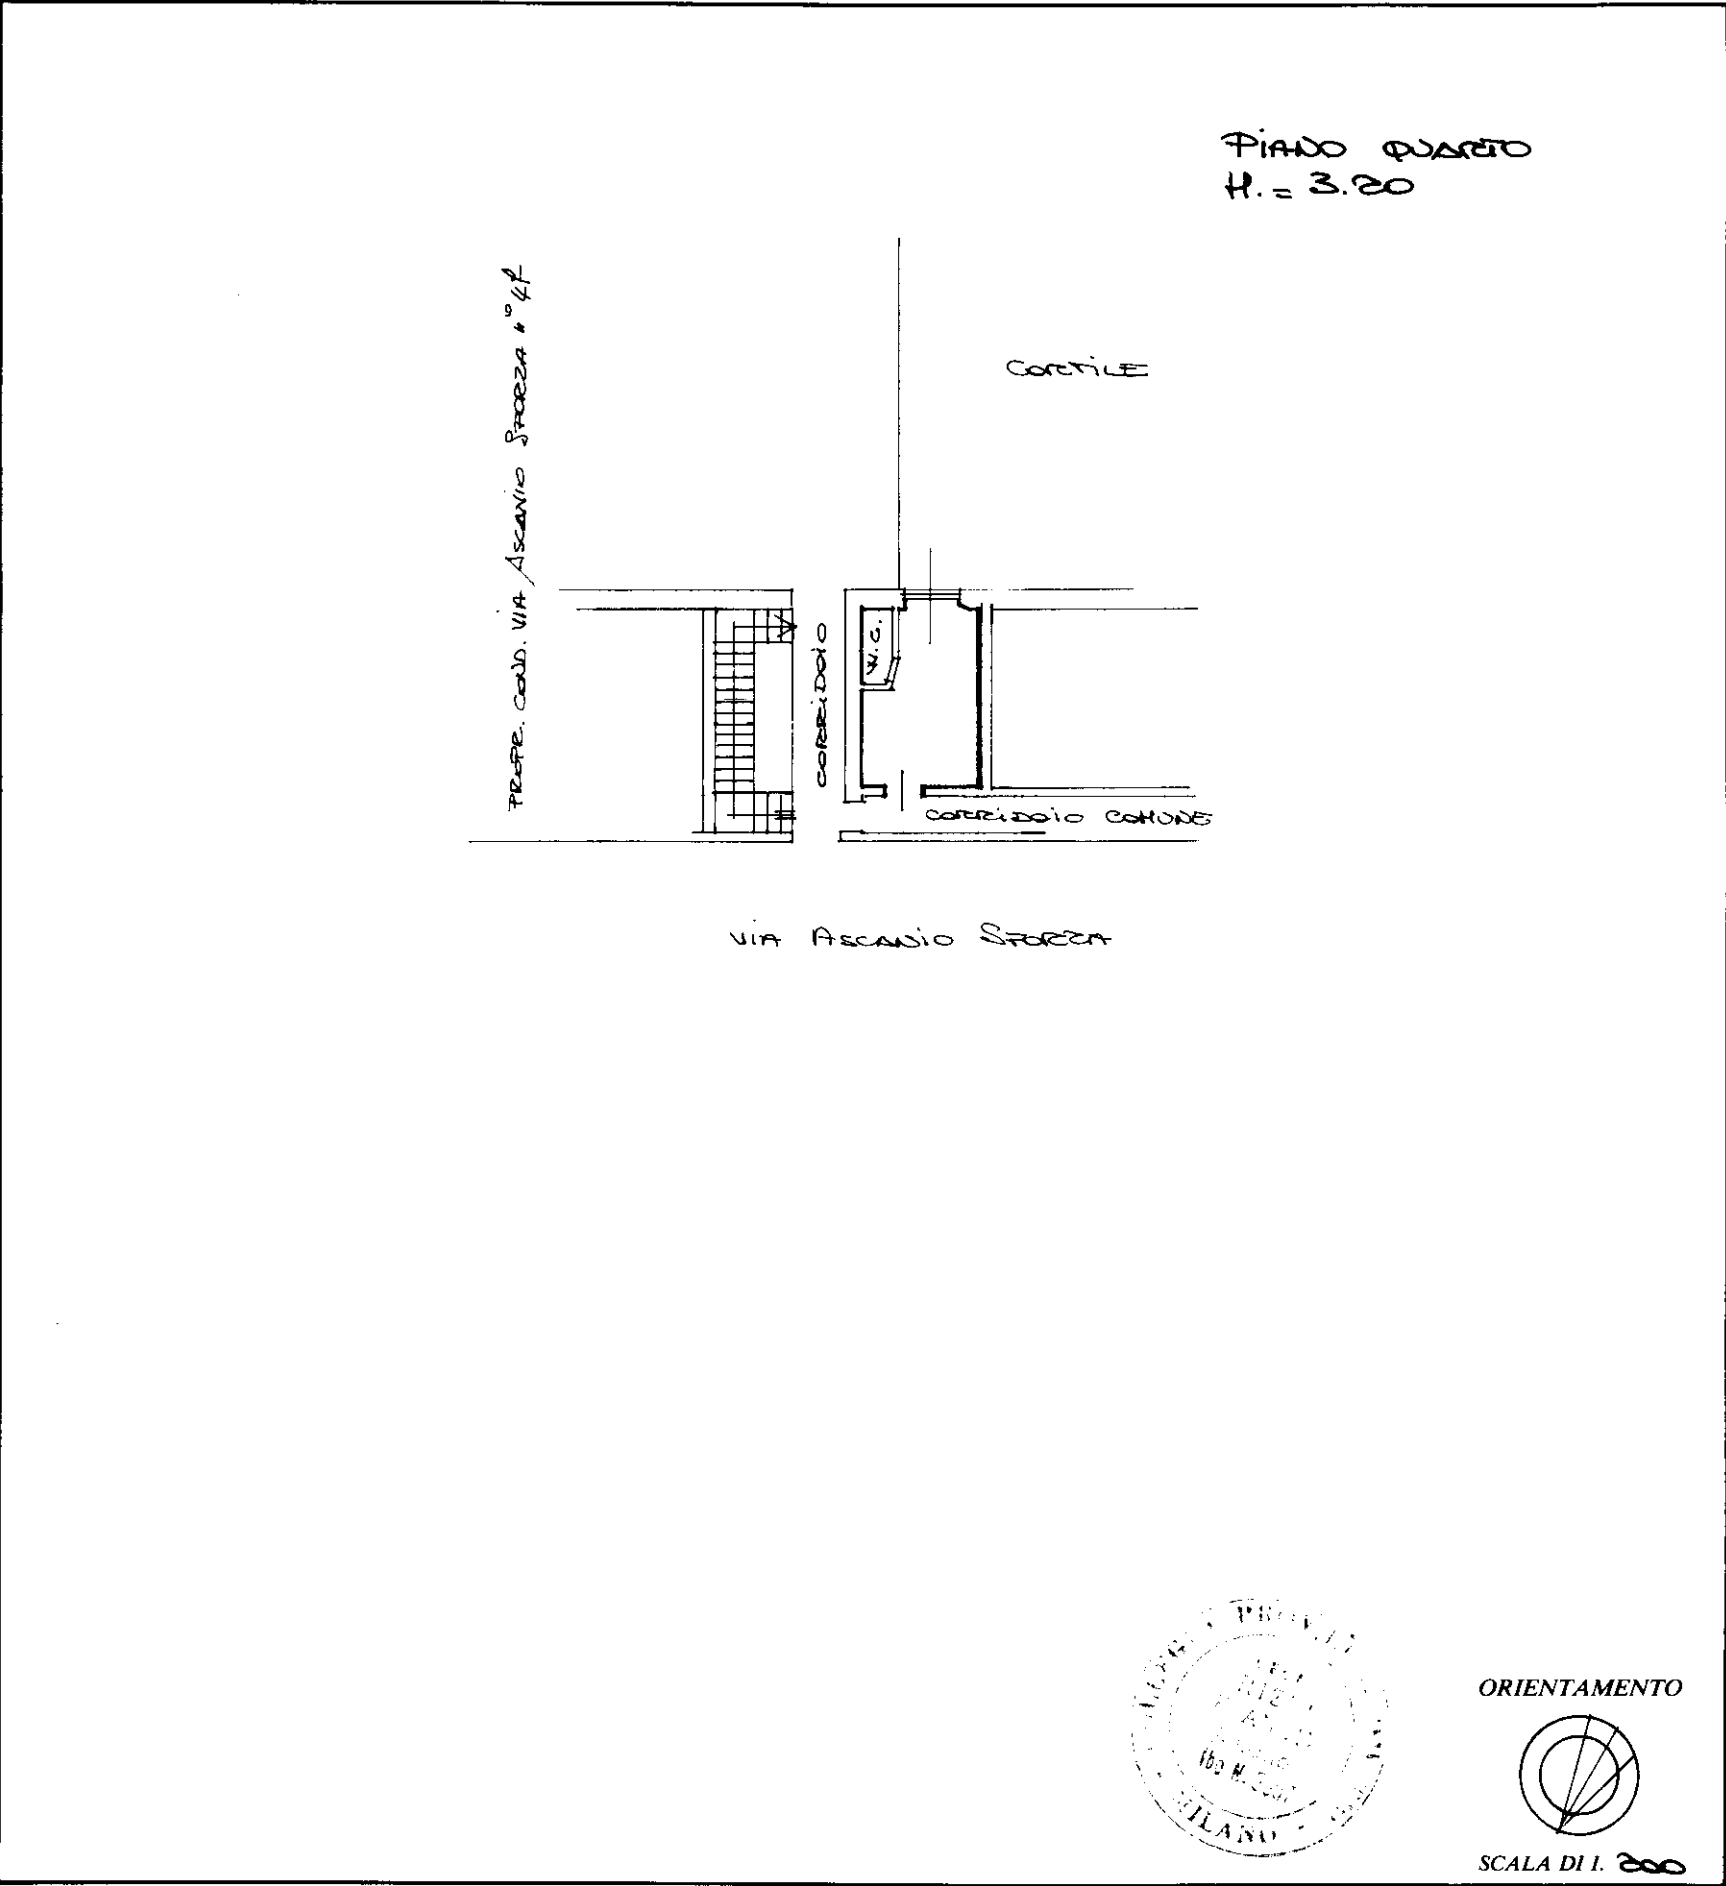 PIANO QUARTO
H. = 3.20
PROPR. COND. VIA ASCANIO SFORZA N°
CORTILE
W.C.
CORRIDOIO
CORRIDOIO COMUNE
VIA ASCANIO SFORZA
MILANO
ORIENTAMENTO
SCALA DI 1. 200